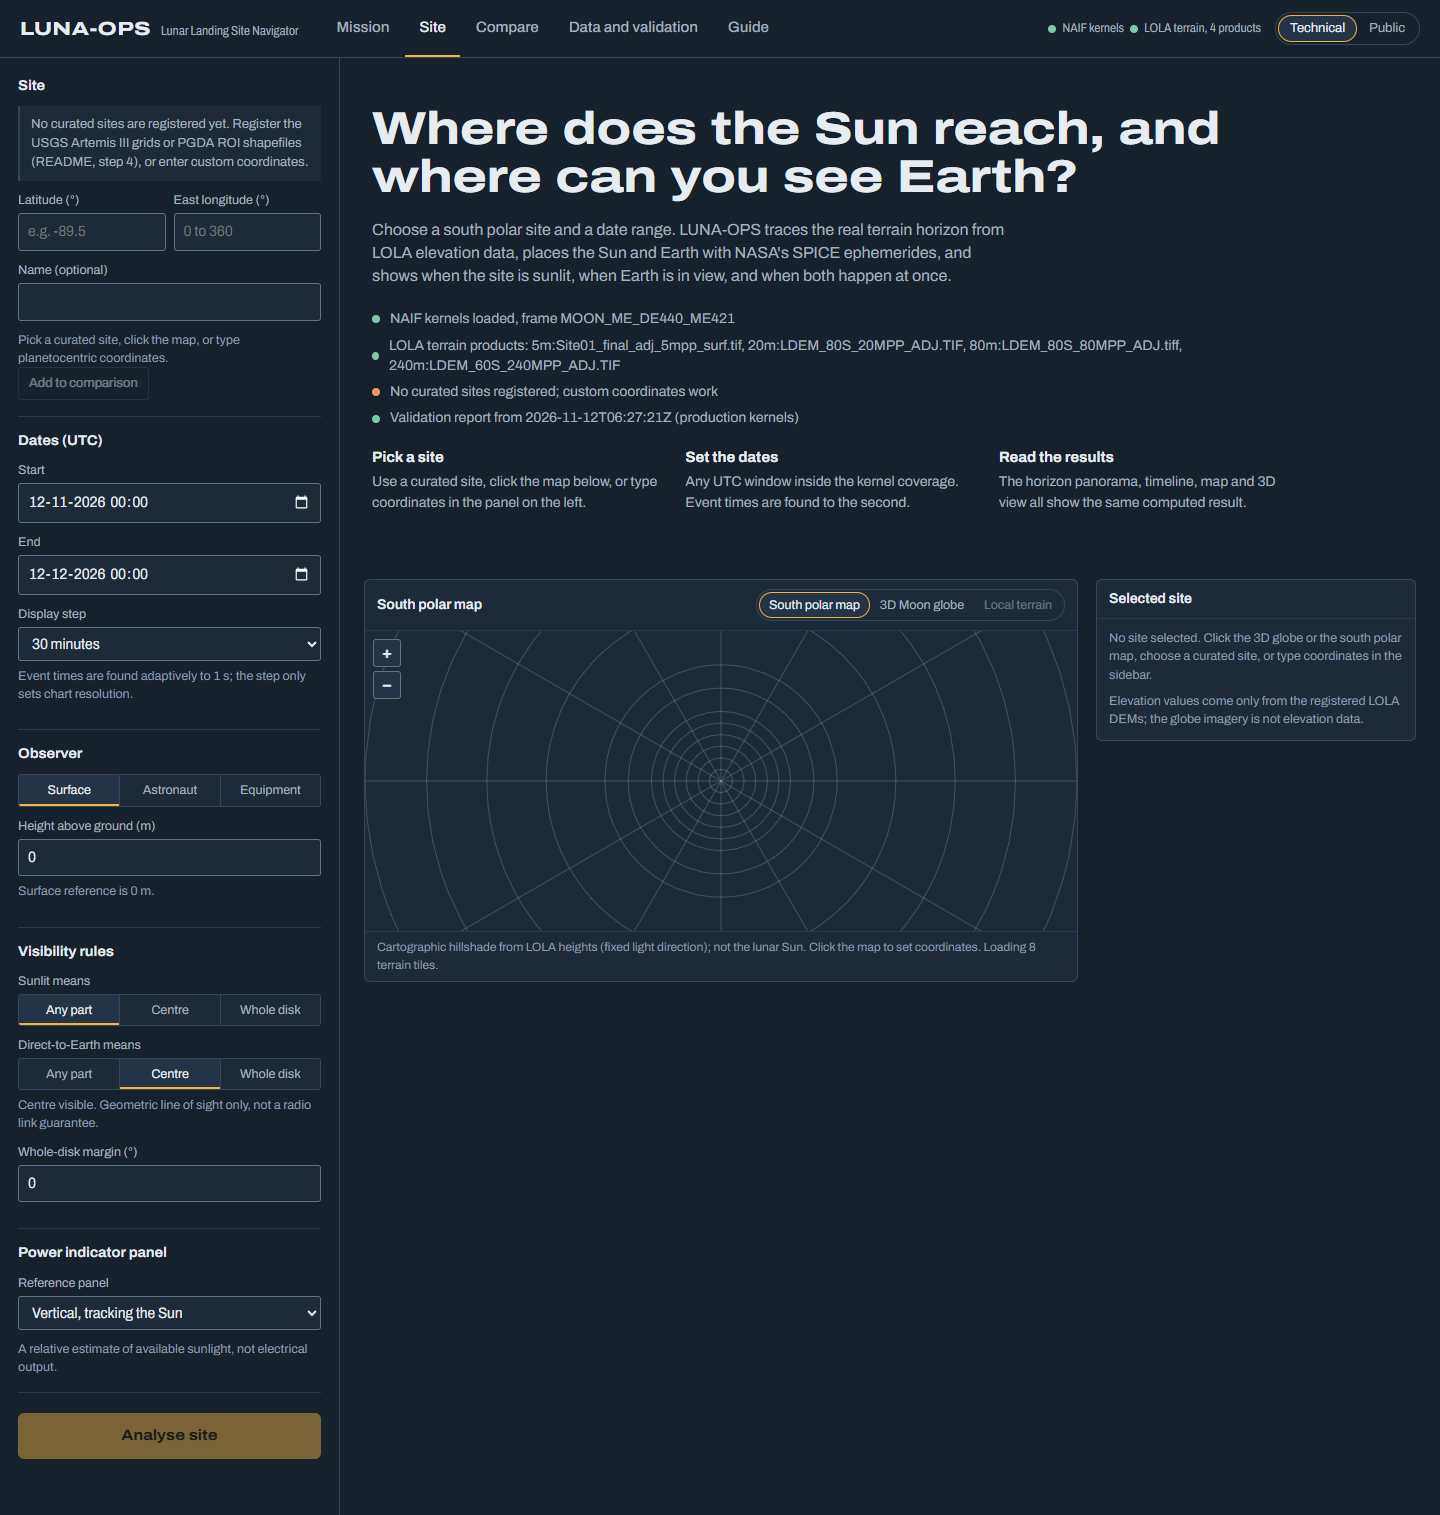 LUNA-OPS Lunar Landing Site Navigator Mission Site Compare Data and validation Guide NAIF kernels LOLA terrain, 4 products Technical Public
Site
No curated sites are registered yet. Register the
USGS Artemis III grids or PGDA ROI shapefiles
(README, step 4), or enter custom coordinates.
Latitude (°) East longitude (°)
e.g. -89.5 0 to 360
Name (optional)
Pick a curated site, click the map, or type
planetocentric coordinates.
Add to comparison
Dates (UTC)
Start
12-11-2026 00:00
End
12-12-2026 00:00
Display step
30 minutes
Event times are found adaptively to 1 s; the step only
sets chart resolution.
Observer
Surface Astronaut Equipment
Height above ground (m)
0
Surface reference is 0 m.
Visibility rules
Sunlit means
Any part Centre Whole disk
Direct-to-Earth means
Any part Centre Whole disk
Centre visible. Geometric line of sight only, not a radio
link guarantee.
Whole-disk margin (°)
0
Power indicator panel
Reference panel
Vertical, tracking the Sun
A relative estimate of available sunlight, not electrical
output.
Analyse site
Where does the Sun reach, and
where can you see Earth?
Choose a south polar site and a date range. LUNA-OPS traces the real terrain horizon from
LOLA elevation data, places the Sun and Earth with NASA's SPICE ephemerides, and
shows when the site is sunlit, when Earth is in view, and when both happen at once.
NAIF kernels loaded, frame MOON_ME_DE440_ME421
LOLA terrain products: 5m:Site01_final_adj_5mpp_surf.tif, 20m:LDEM_80S_20MPP_ADJ.TIF, 80m:LDEM_80S_80MPP_ADJ.tiff,
240m:LDEM_60S_240MPP_ADJ.TIF
No curated sites registered; custom coordinates work
Validation report from 2026-11-12T06:27:21Z (production kernels)
Pick a site
Use a curated site, click the map below, or type
coordinates in the panel on the left.
Set the dates
Any UTC window inside the kernel coverage.
Event times are found to the second.
Read the results
The horizon panorama, timeline, map and 3D
view all show the same computed result.
South polar map South polar map 3D Moon globe Local terrain
+
−
Cartographic hillshade from LOLA heights (fixed light direction); not the lunar Sun. Click the map to set coordinates. Loading 8
terrain tiles.
Selected site
No site selected. Click the 3D globe or the south polar
map, choose a curated site, or type coordinates in the
sidebar.
Elevation values come only from the registered LOLA
DEMs; the globe imagery is not elevation data.